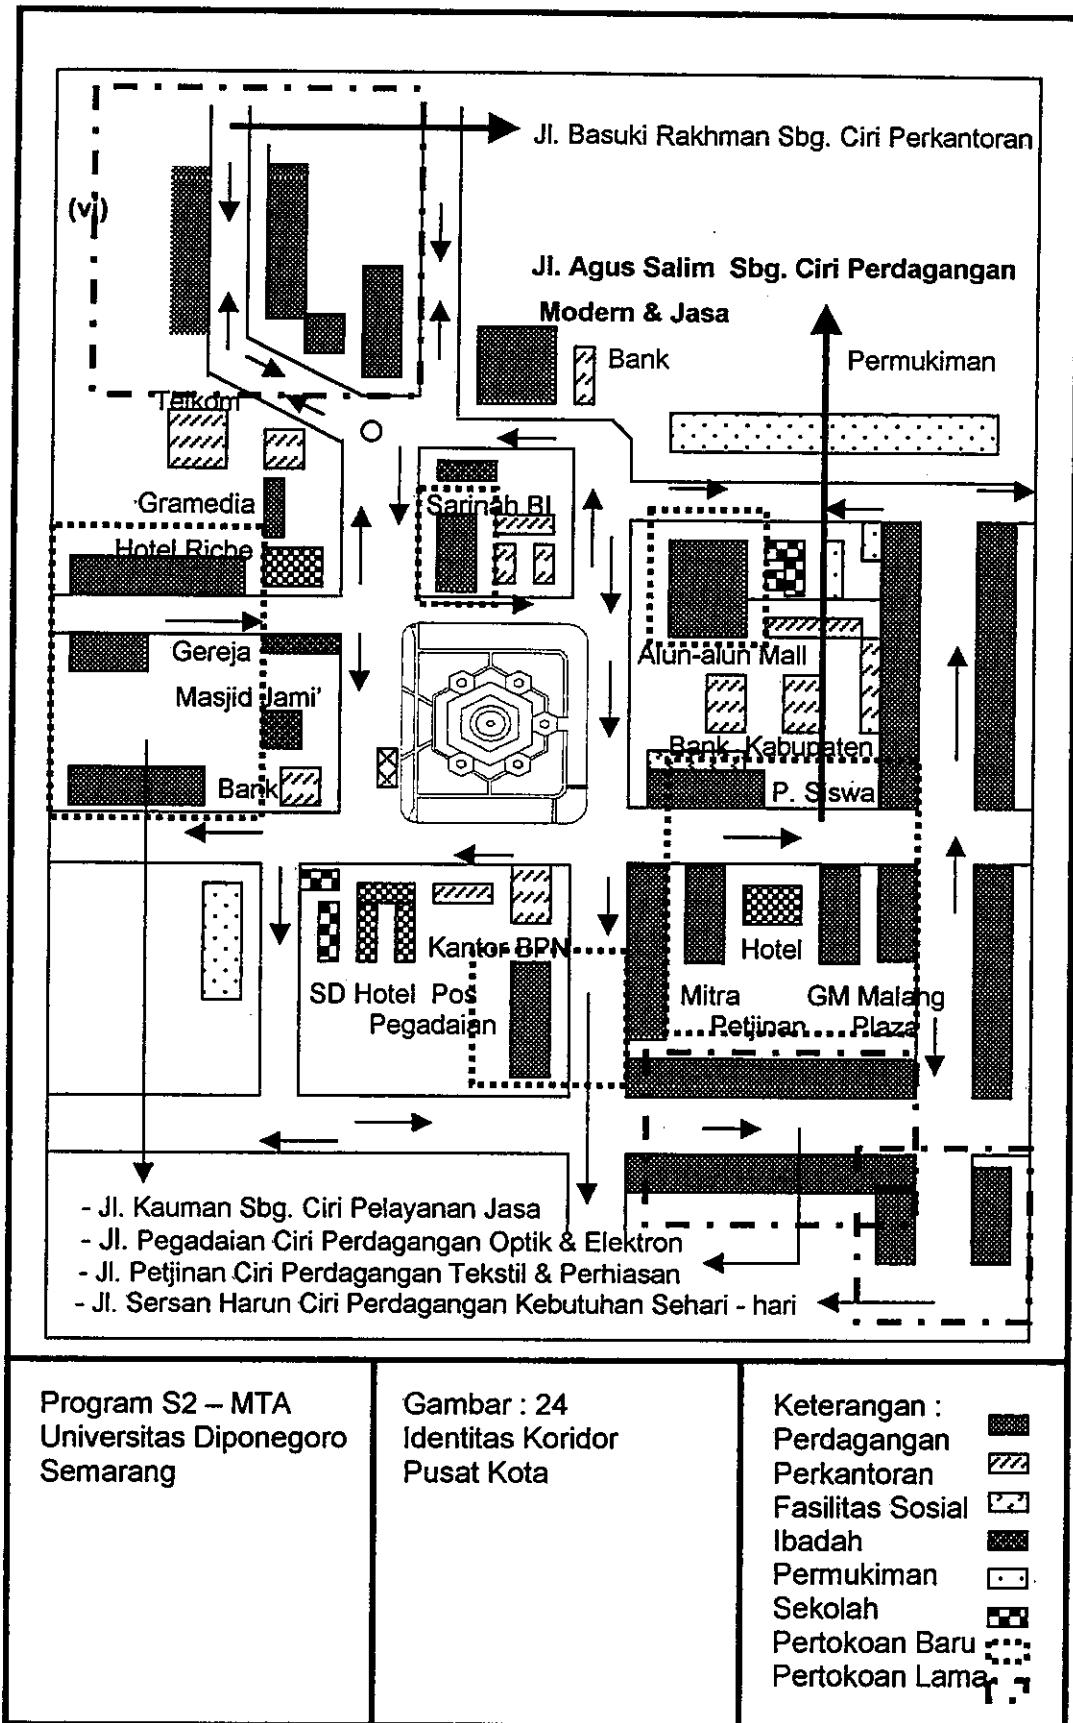 Jl. Basuki Rakhman Sbg. Ciri Perkantoran
(vi)
Jl. Agus Salim Sbg. Ciri Perdagangan
Modern & Jasa
Bank
Permukiman
Telkom
Gramedia
Sarinah BI
Hotel Riche
Gereja
Alun-alun Mall
Masjid Jami'
Bank Kabupaten
Bank
P. Siswa
Kantor BPN
Hotel
SD Hotel Pos
Mitra
GM Malang
Pegadaian
Petjinan
Plaza
- Jl. Kauman Sbg. Ciri Pelayanan Jasa
- Jl. Pegadaian Ciri Perdagangan Optik & Elektron
- Jl. Petjinan Ciri Perdagangan Tekstil & Perhiasan
- Jl. Sersan Harun Ciri Perdagangan Kebutuhan Sehari - hari
Program S2 – MTA
Universitas Diponegoro
Semarang
Gambar : 24
Identitas Koridor
Pusat Kota
Keterangan :
Perdagangan
Perkantoran
Fasilitas Sosial
Ibadah
Permukiman
Sekolah
Pertokoan Baru
Pertokoan Lama